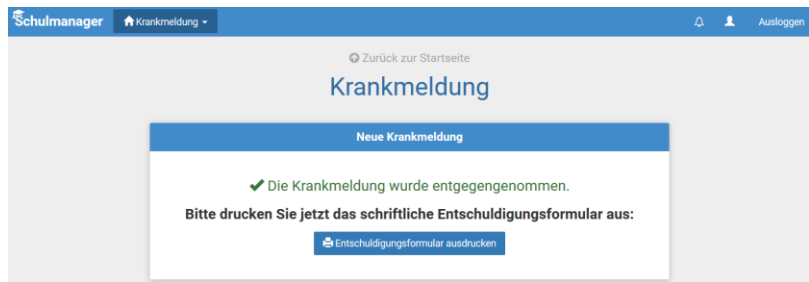 Schulmanager Krankmeldung Ausloggen
Zurück zur Startseite
Krankmeldung
Neue Krankmeldung
Die Krankmeldung wurde entgegengenommen.
Bitte drucken Sie jetzt das schriftliche Entschuldigungsformular aus:
Entschuldigungsformular ausdrucken